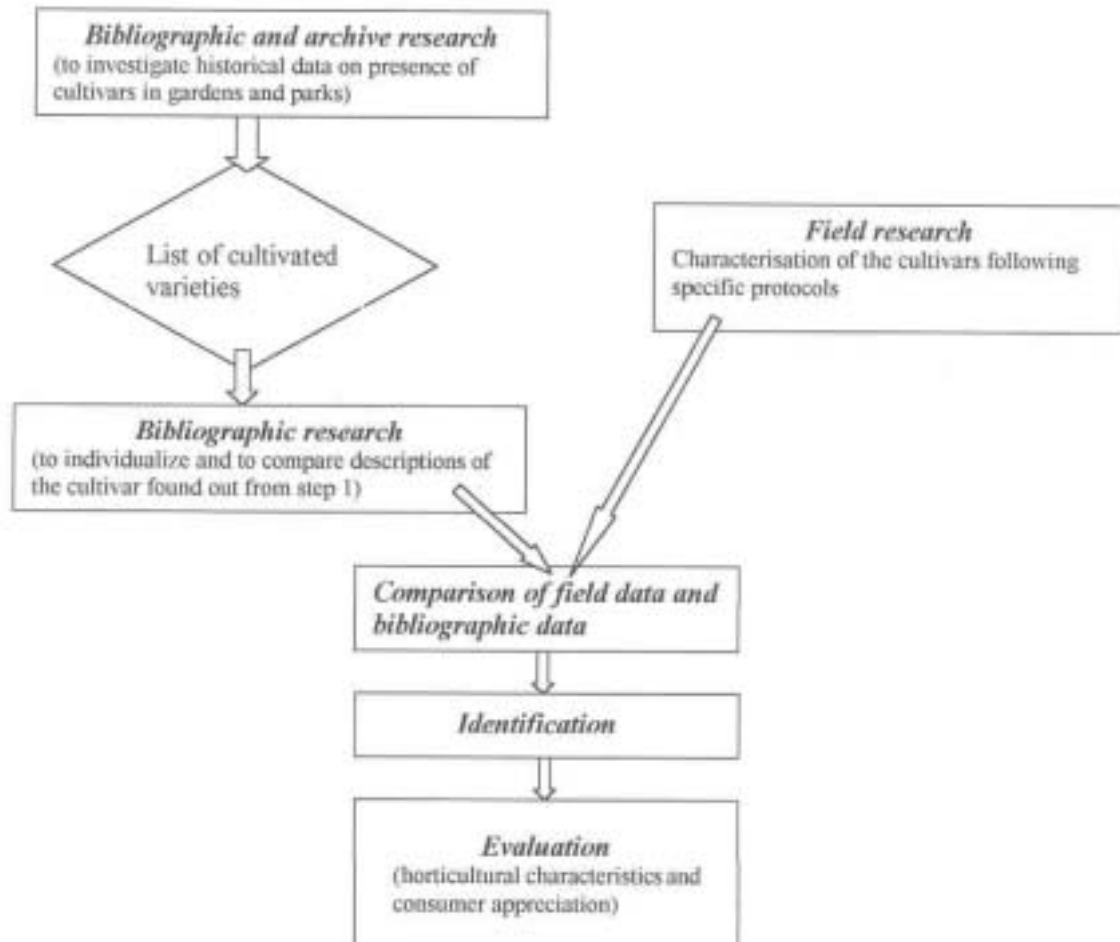 Bibliographic and archive research
(to investigate historical data on presence of
cultivars in gardens and parks)
List of cultivated
varieties
Field research
Characterisation of the cultivars following
specific protocols
Bibliographic research
(to individualize and to compare descriptions of
the cultivar found out from step 1)
Comparison of field data and
bibliographic data
Identification
Evaluation
(horticultural characteristics and
consumer appreciation)